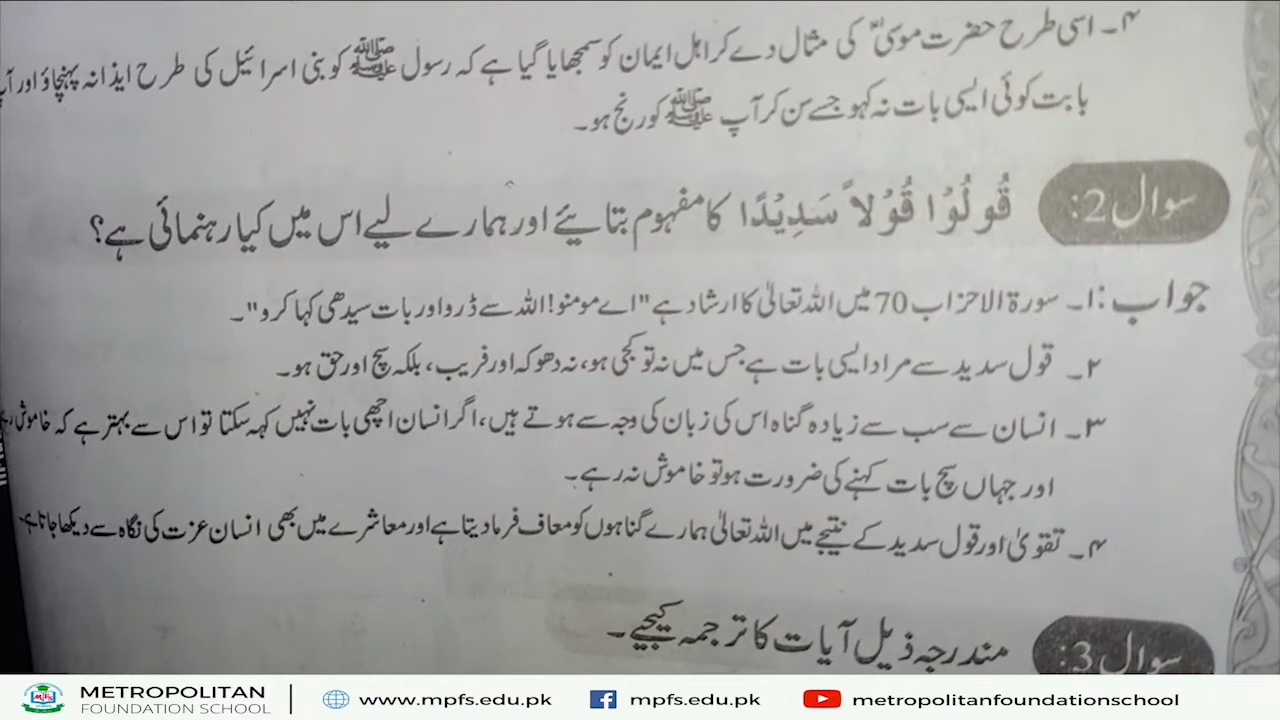 ۴۔ اسی طرح حضرت موسیٰؑ کی مثال دے کر اہل ایمان کو سمجھایا گیا ہے کہ رسول ﷺ کو بنی اسرائیل کی طرح ایذا نہ پہنچاؤ اور
بابت کوئی ایسی بات نہ کہو جسے سن کر آپ ﷺ کو رنج ہو۔
سوال 2: قُولُوْا قُوْلاً سَدِيْدًا کا مفہوم بتائیے اور ہمارے لیے اس میں کیا رہنمائی ہے؟
جواب: ۱۔ سورۃ الاحزاب 70 میں اللہ تعالیٰ کا ارشاد ہے "اے مومنو! اللہ سے ڈرو اور بات سیدھی کہا کرو"۔
۲۔ قول سدید سے مراد ایسی بات ہے جس میں نہ تو کجی ہو، نہ دھوکہ اور فریب، بلکہ سچ اور حق ہو۔
۳۔ انسان سے سب سے زیادہ گناہ اس کی زبان کی وجہ سے ہوتے ہیں، اگر انسان اچھی بات نہیں کہہ سکتا تو اس سے بہتر ہے کہ خاموش
اور جہاں سچ بات کہنے کی ضرورت ہو تو خاموش نہ رہے۔
۴۔ تقویٰ اور قول سدید کے نتیجے میں اللہ تعالیٰ ہمارے گناہوں کو معاف فرما دیتا ہے اور معاشرے میں بھی انسان عزت کی نگاہ سے دیکھا جاتا ہے۔
سوال 3: مندرجہ ذیل آیات کا ترجمہ کیجیے۔
METROPOLITAN
FOUNDATION SCHOOL
www.mpfs.edu.pk
mpfs.edu.pk
metropolitanfoundationschool